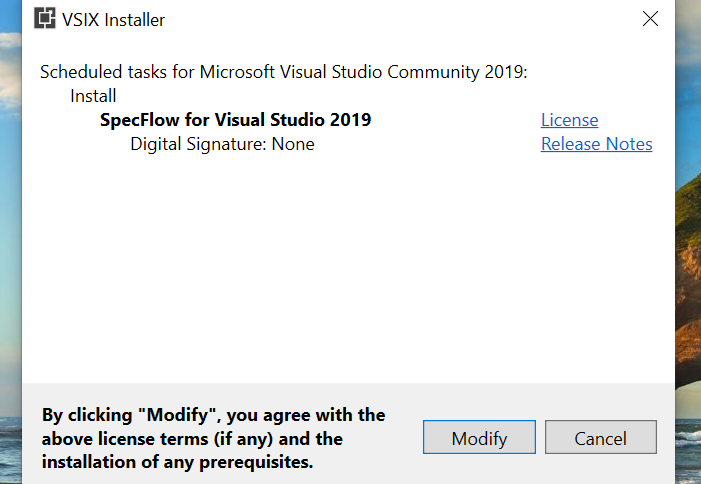 VSIX Installer
Scheduled tasks for Microsoft Visual Studio Community 2019:
Install
SpecFlow for Visual Studio 2019 License
Digital Signature: None Release Notes
By clicking "Modify", you agree with the
above license terms (if any) and the
installation of any prerequisites.
Modify Cancel